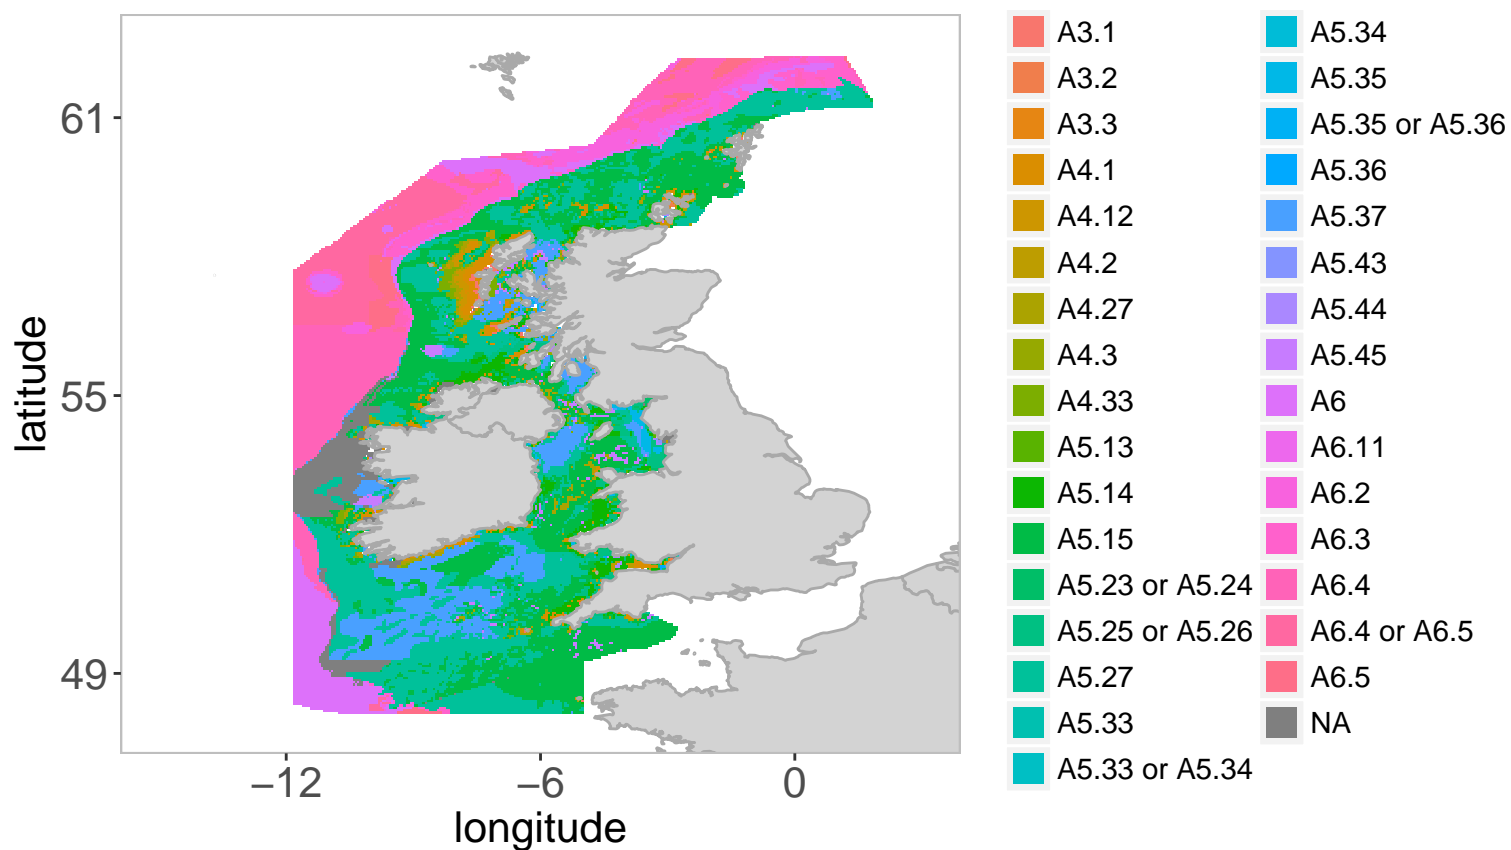 61
55
49
latitude
−12
−6
0
longitude
A3.1
A3.2
A3.3
A4.1
A4.12
A4.2
A4.27
A4.3
A4.33
A5.13
A5.14
A5.15
A5.23 or A5.24
A5.25 or A5.26
A5.27
A5.33
A5.33 or A5.34
A5.34
A5.35
A5.35 or A5.36
A5.36
A5.37
A5.43
A5.44
A5.45
A6
A6.11
A6.2
A6.3
A6.4
A6.4 or A6.5
A6.5
NA